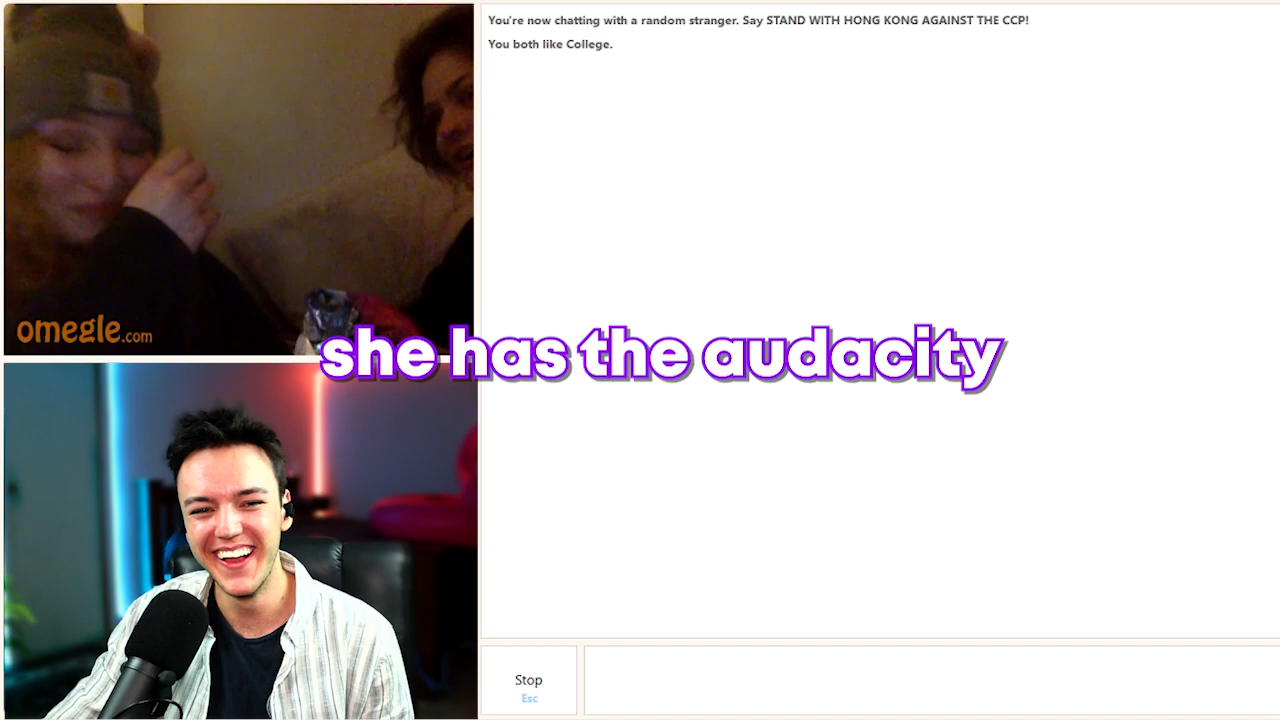 You're now chatting with a random stranger. Say STAND WITH HONG KONG AGAINST THE CCP!
You both like College.
omegle.com
she has the audacity
Stop
Esc